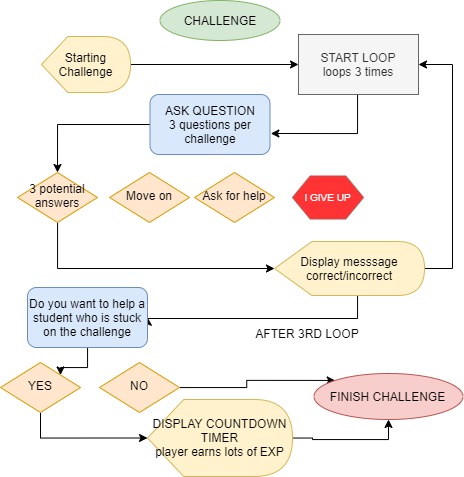 CHALLENGE
Starting
Challenge
START LOOP
loops 3 times
ASK QUESTION
3 questions per
challenge
3 potential
answers
Move on
Ask for help
I GIVE UP
Display messsage
correct/incorrect
Do you want to help a
student who is stuck
on the challenge
AFTER 3RD LOOP
YES
NO
FINISH CHALLENGE
DISPLAY COUNTDOWN
TIMER
player earns lots of EXP